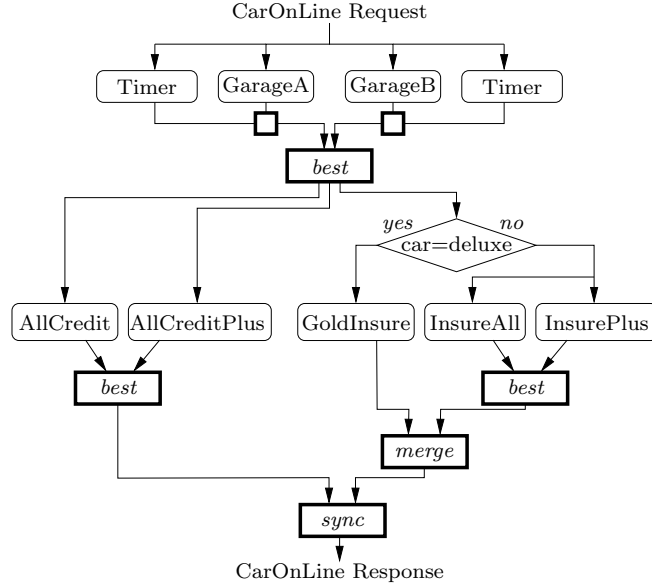 CarOnLine Request
Timer
GarageA
GarageB
Timer
best
yes
no
car=deluxe
AllCredit
AllCreditPlus
GoldInsure
InsureAll
InsurePlus
best
best
merge
sync
CarOnLine Response